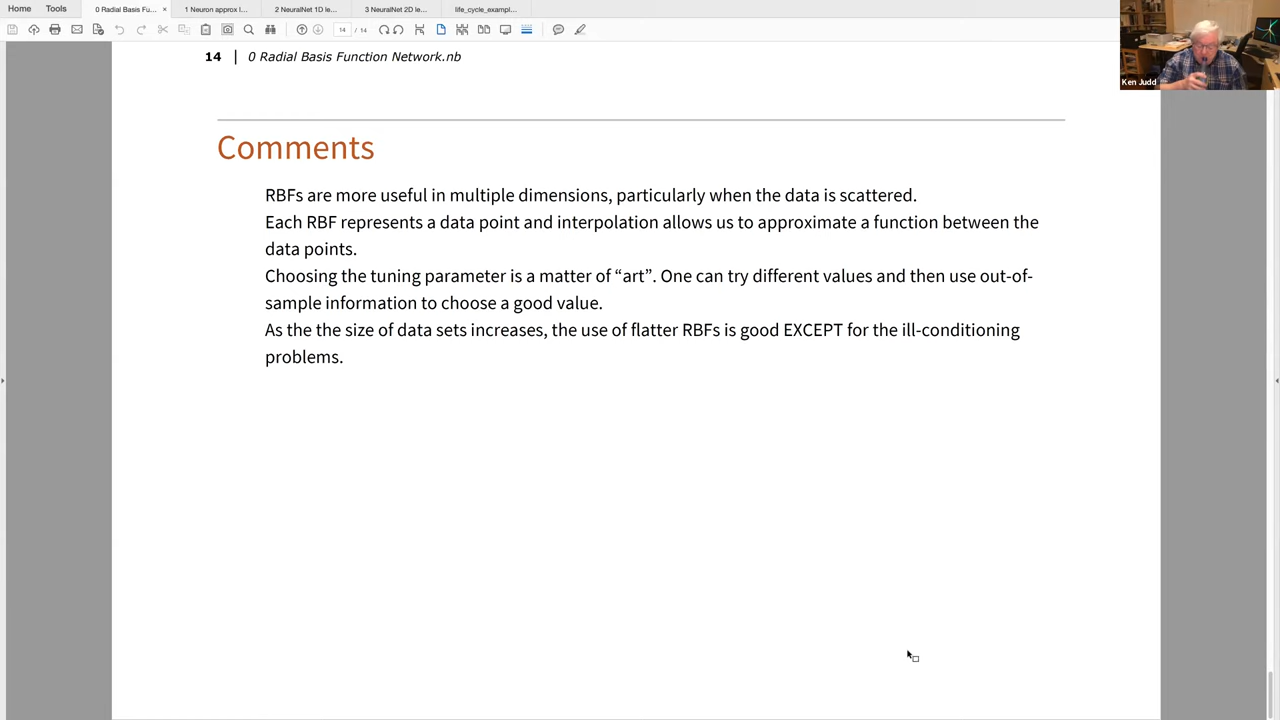 Home Tools 0 Radial Basis Fu... × 1 Neuron approx l... 2 NeuralNet 1D le... 3 NeuralNet 2D le... life_cycle_exampl...
14 / 14
14 | 0 Radial Basis Function Network.nb
Ken Judd
Comments
RBFs are more useful in multiple dimensions, particularly when the data is scattered.
Each RBF represents a data point and interpolation allows us to approximate a function between the
data points.
Choosing the tuning parameter is a matter of “art”. One can try different values and then use out-of-
sample information to choose a good value.
As the the size of data sets increases, the use of flatter RBFs is good EXCEPT for the ill-conditioning
problems.